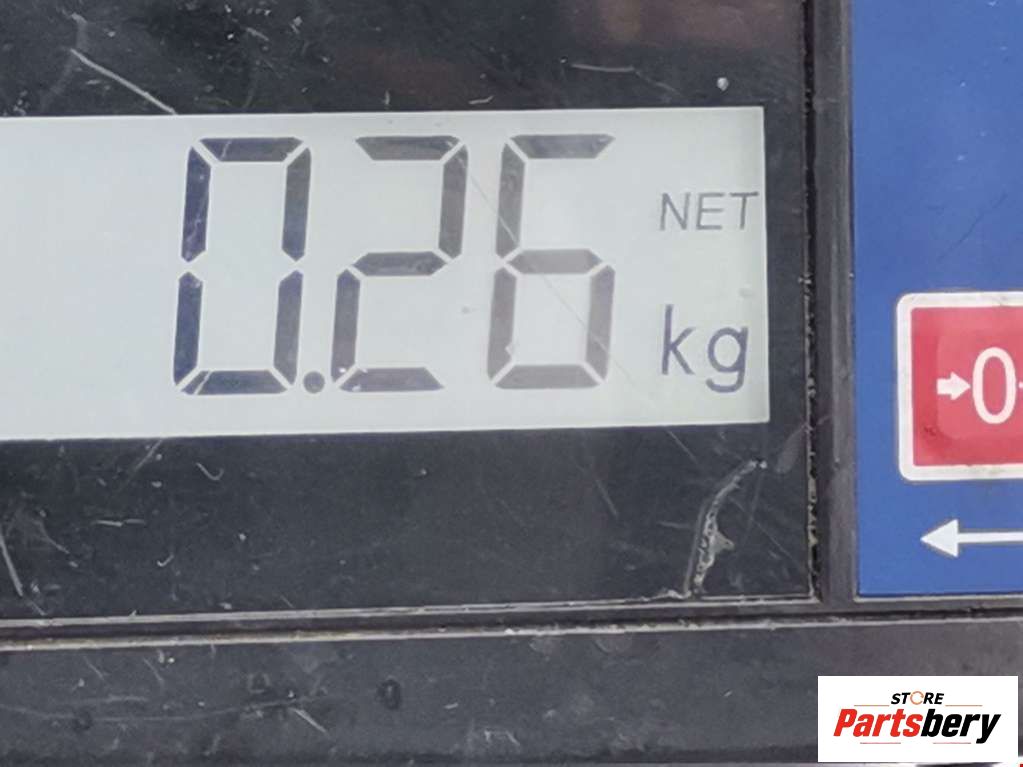 0.26
NET
kg
0
STORE
Partsbery